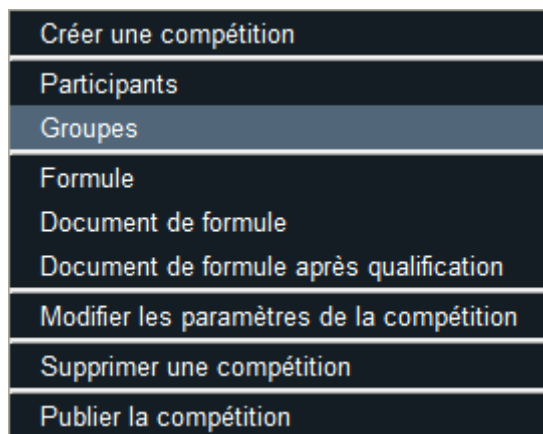 Créer une compétition
Participants
Groupes
Formule
Document de formule
Document de formule après qualification
Modifier les paramètres de la compétition
Supprimer une compétition
Publier la compétition